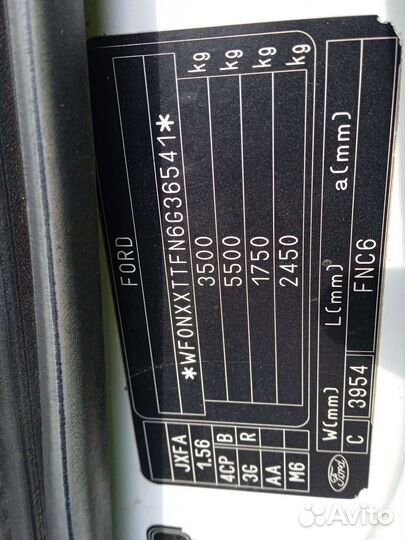 FORD
*WF0NXXTTFN6G36541*
3500 kg
5500 kg
1750 kg
2450 kg
JXFA
1.56
4CP B
3G R
AA
M6
W(mm) L(mm) a(mm)
C 3954 FNC6
Ford
Avito